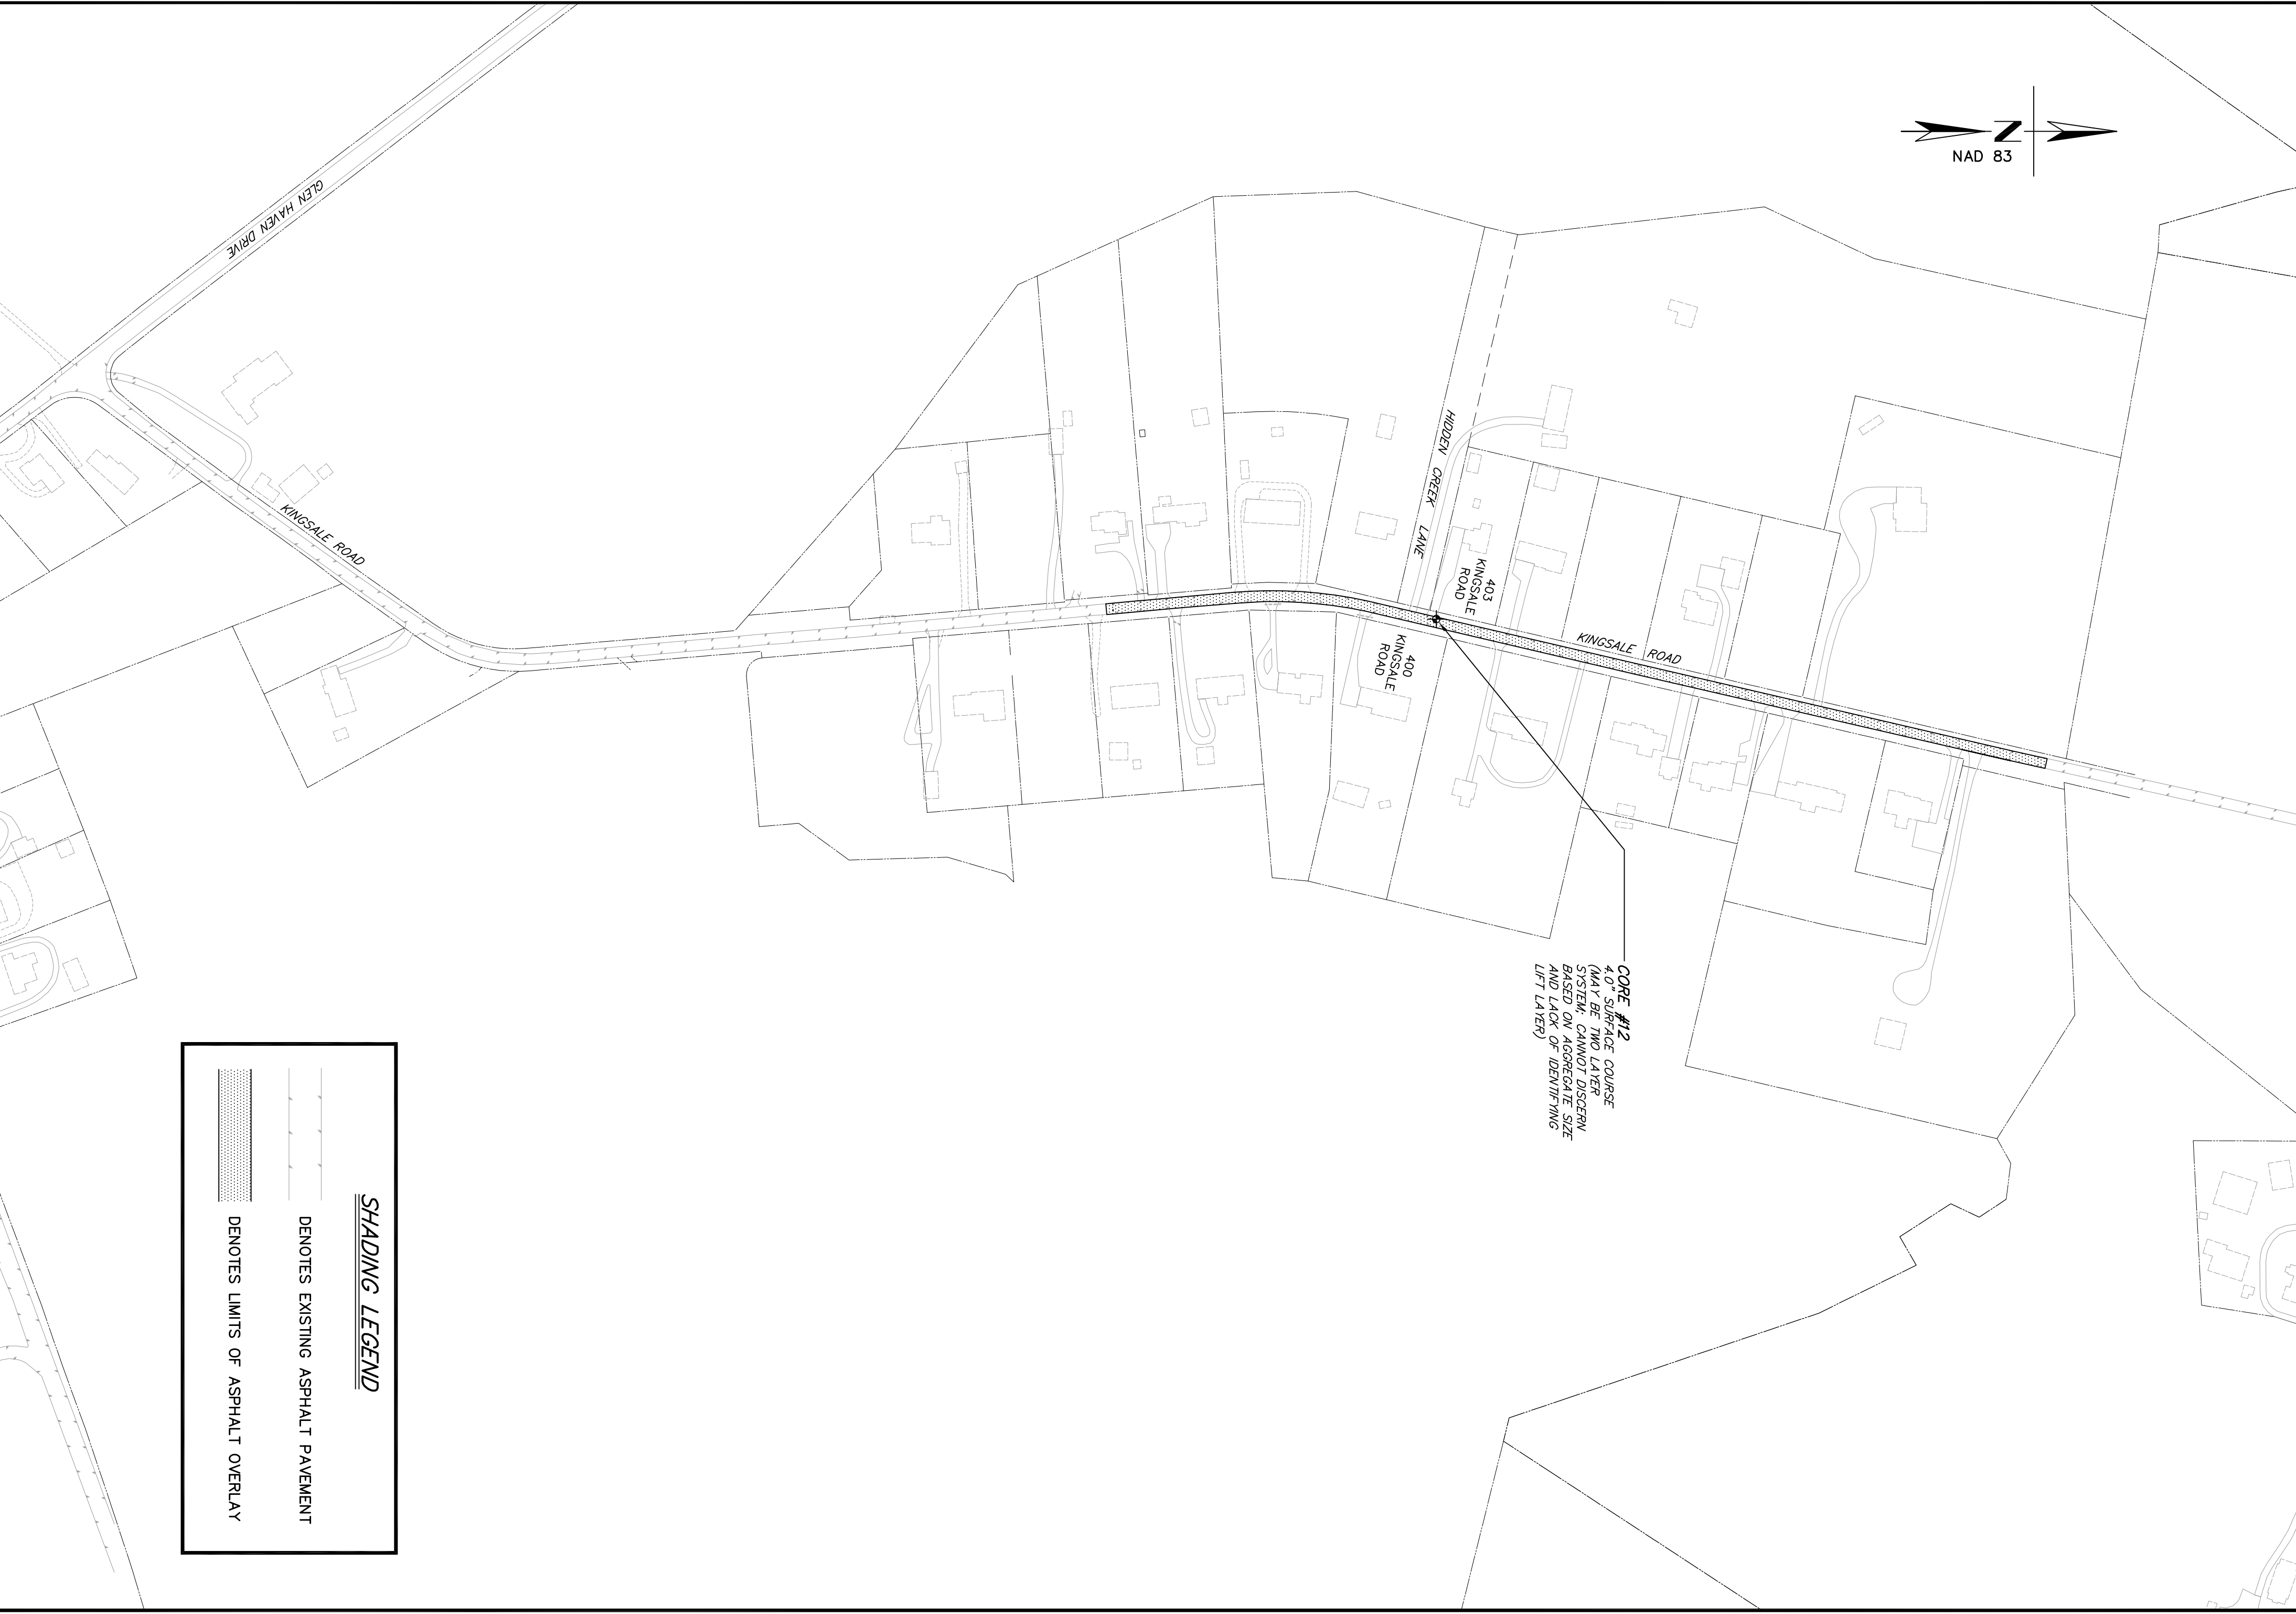 N
NAD 83
GLEN HAVEN DRIVE
KINGSALE ROAD
HIDDEN CREEK LANE
403
KINGSALE
ROAD
KINGSALE ROAD
400
KINGSALE
ROAD
CORE #12
4.0" SURFACE COURSE
(MAY BE TWO LAYER
SYSTEM; CANNOT DISCERN
BASED ON AGGREGATE SIZE
AND LACK OF IDENTIFYING
LIFT LAYER)
SHADING LEGEND
DENOTES EXISTING ASPHALT PAVEMENT
DENOTES LIMITS OF ASPHALT OVERLAY